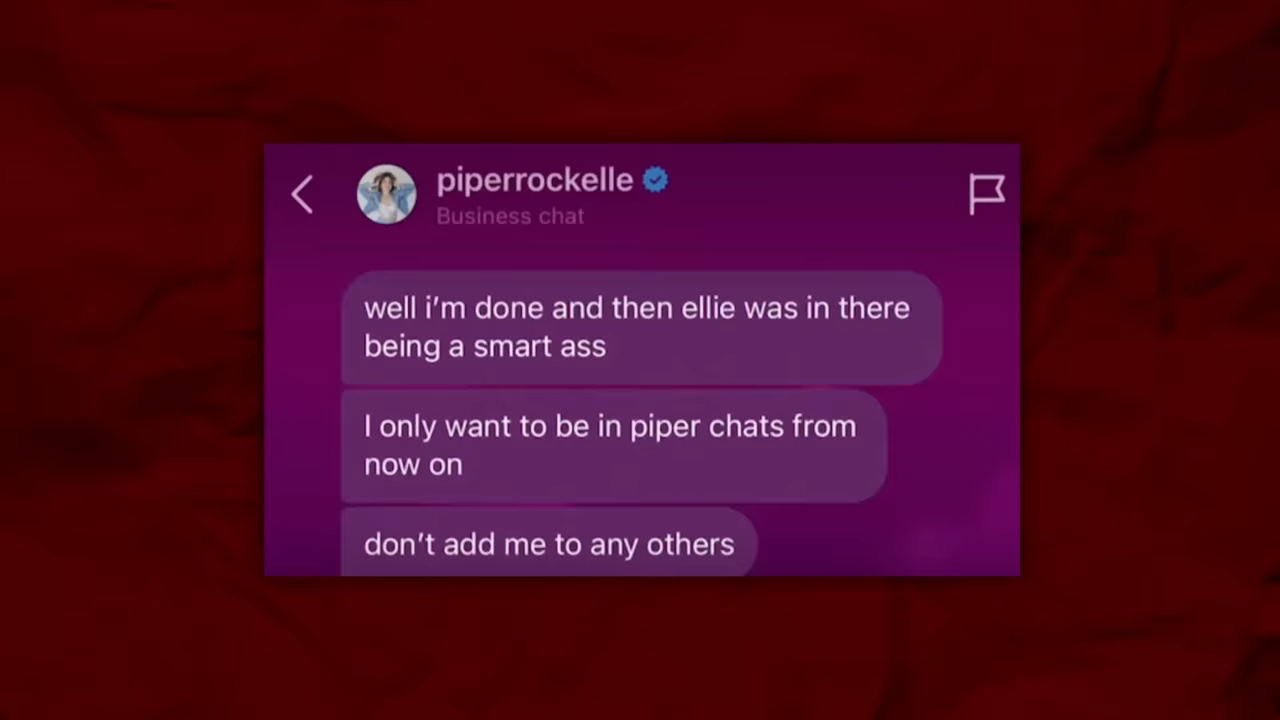 piperrockelle
Business chat
well i’m done and then ellie was in there
being a smart ass
I only want to be in piper chats from
now on
don’t add me to any others